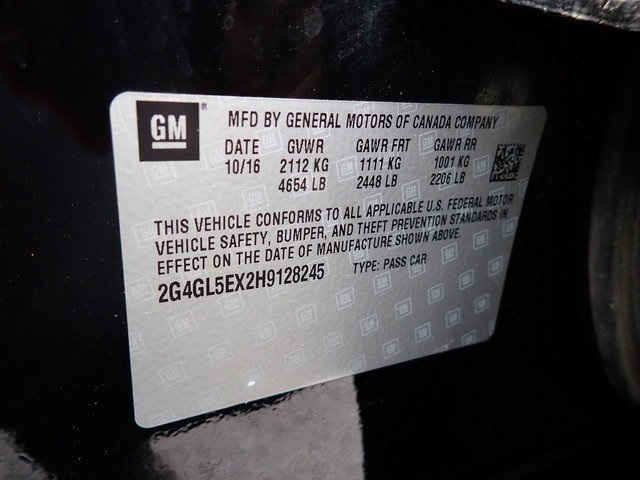 GM®
MFD BY GENERAL MOTORS OF CANADA COMPANY
DATE GVWR GAWR FRT GAWR RR
10/16 2112 KG 1111 KG 1001 KG
4654 LB 2448 LB 2206 LB
THIS VEHICLE CONFORMS TO ALL APPLICABLE U.S. FEDERAL MOTOR
VEHICLE SAFETY, BUMPER, AND THEFT PREVENTION STANDARDS IN
EFFECT ON THE DATE OF MANUFACTURE SHOWN ABOVE.
2G4GL5EX2H9128245 TYPE: PASS CAR